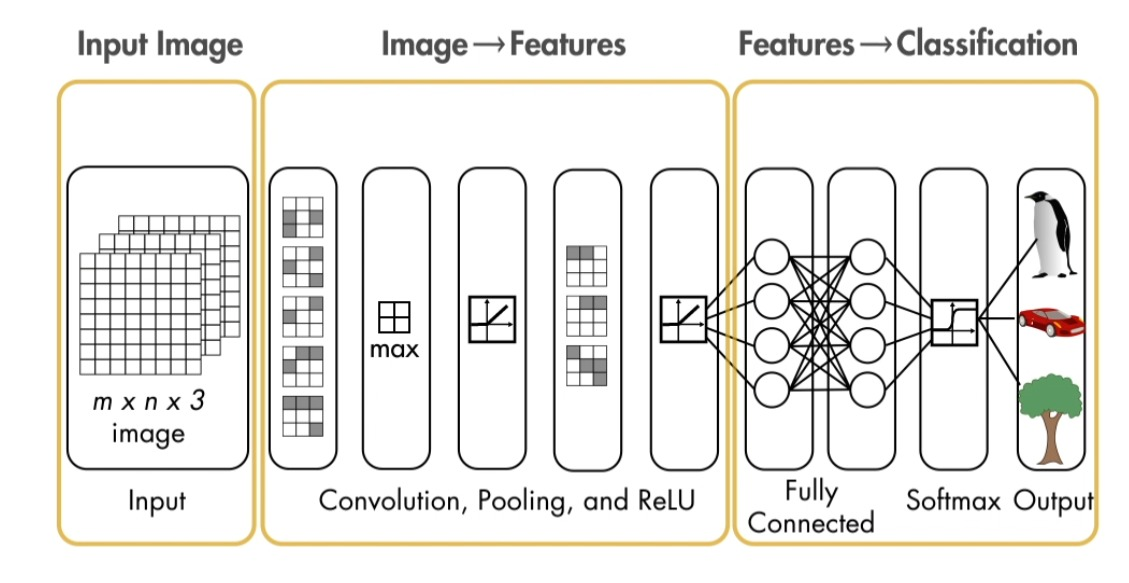 Input Image
Image→Features
Features→Classification
max
m x n x 3
image
Input
Convolution, Pooling, and ReLU
Fully
Connected
Softmax
Output